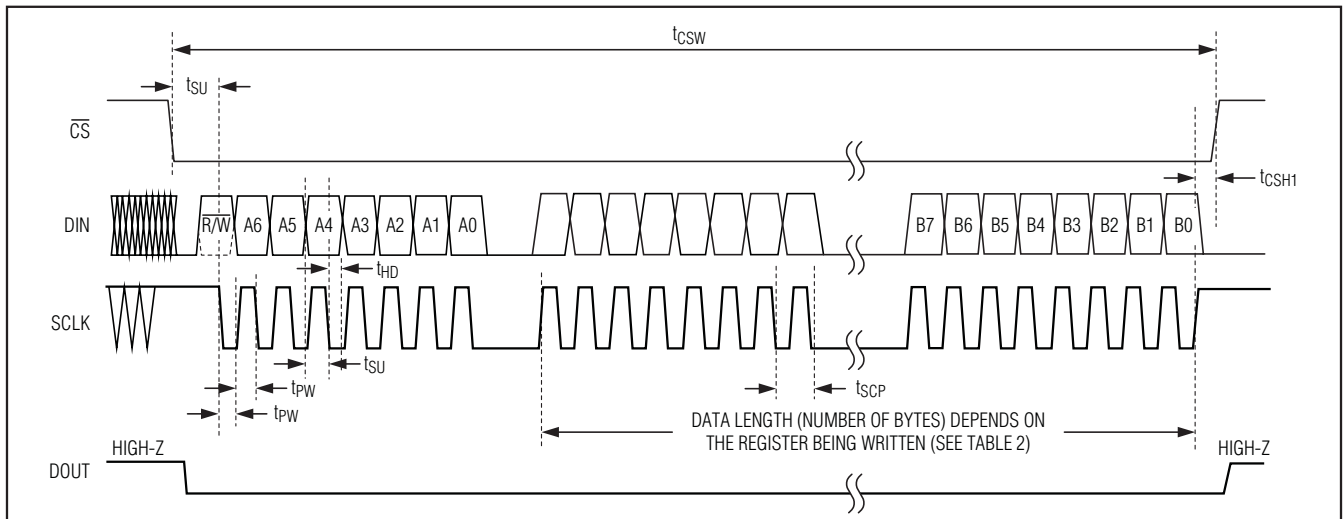 tCSW
tSU
CS
tCSH1
DIN
R/W A6 A5 A4 A3 A2 A1 A0
B7 B6 B5 B4 B3 B2 B1 B0
tHD
SCLK
tSU
tPW
tSCP
tPW
DATA LENGTH (NUMBER OF BYTES) DEPENDS ON
THE REGISTER BEING WRITTEN (SEE TABLE 2)
HIGH-Z
HIGH-Z
DOUT